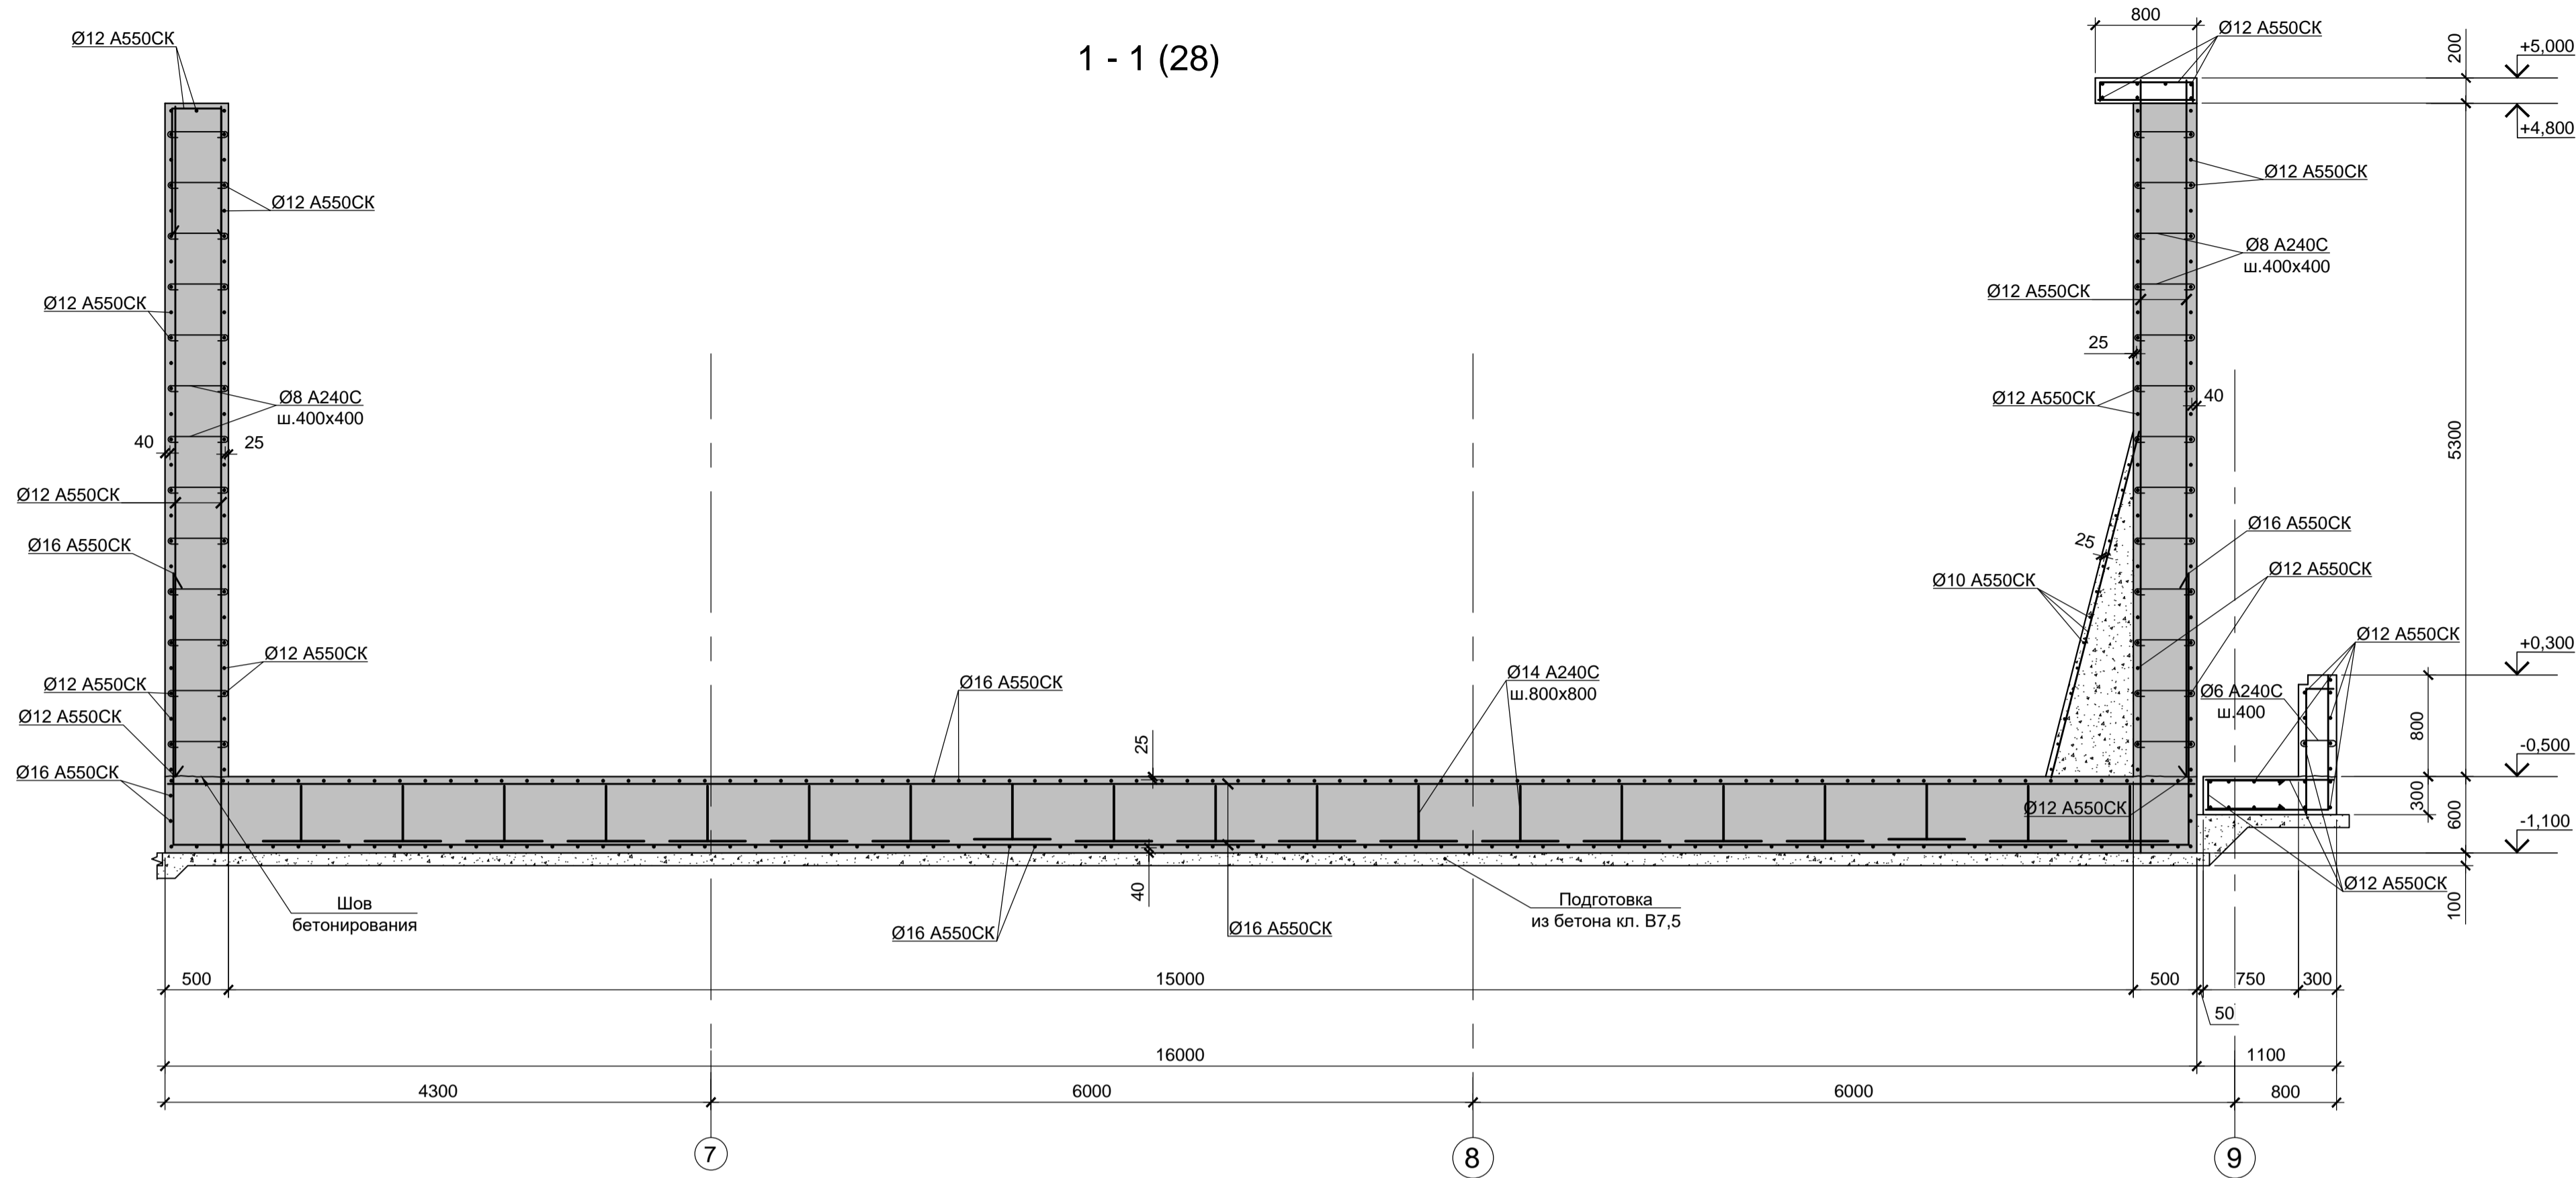 1 - 1 (28)
800
Ø12 А550СК
Ø12 А550СК
200
+5,000
+4,800
Ø12 А550СК
Ø12 А550СК
Ø8 А240С
ш.400х400
Ø12 А550СК
Ø12 А550СК
25
Ø8 А240С
ш.400х400
Ø12 А550СК
40
40
25
5300
Ø12 А550СК
Ø16 А550СК
Ø16 А550СК
25
Ø12 А550СК
Ø10 А550СК
Ø12 А550СК
Ø12 А550СК
+0,300
Ø12 А550СК
Ø16 А550СК
Ø14 А240С
ш.800х800
Ø6 А240С
ш.400
Ø12 А550СК
25
800
-0,500
Ø16 А550СК
Ø12 А550СК
300
600
-1,100
40
Шов
бетонирования
Ø16 А550СК
Ø16 А550СК
Подготовка
из бетона кл. В7,5
Ø12 А550СК
100
500
15000
500
750
300
50
16000
1100
4300
6000
6000
800
7
8
9